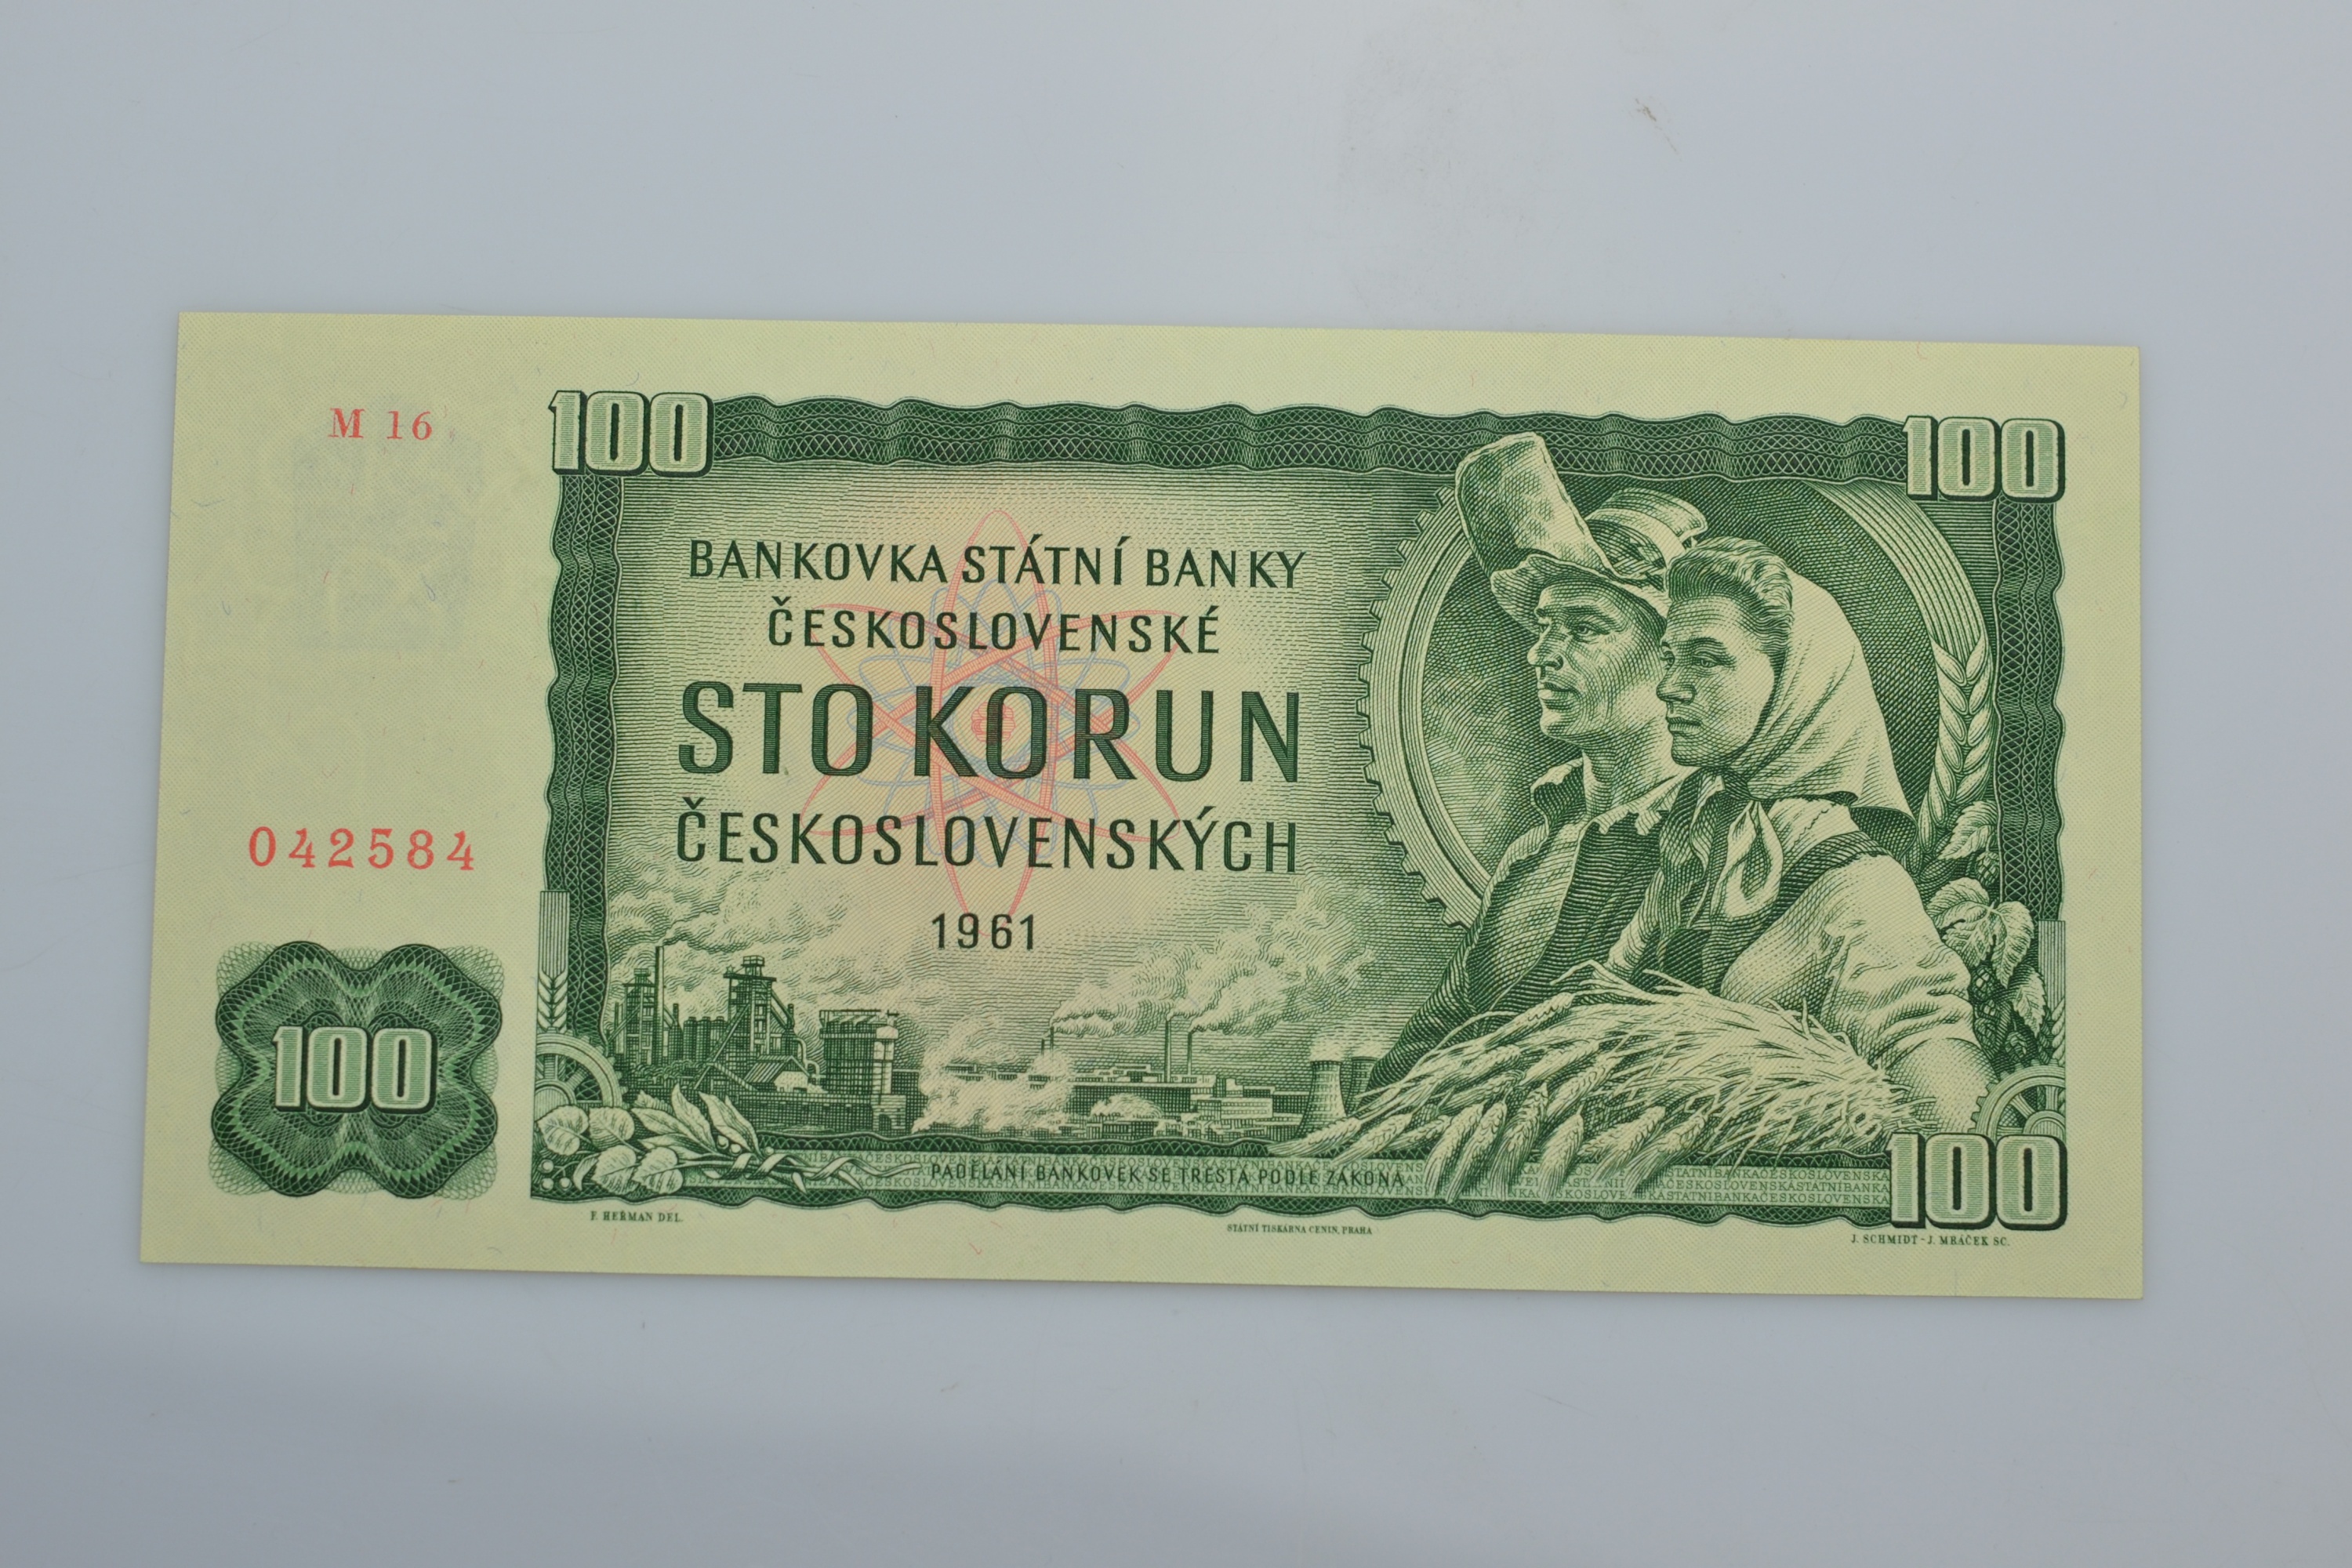 M 16
100
100
BANKOVKA STÁTNÍ BANKY
ČESKOSLOVENSKÉ
STO KORUN
ČESKOSLOVENSKÝCH
1961
042584
100
PADĚLÁNÍ BANKOVEK SE TRESTÁ PODLE ZÁKONA
100
F. HEŘMAN DEL.
STÁTNÍ TISKÁRNA CENIN, PRAHA
J. SCHMIDT - J. MRÁČEK SC.